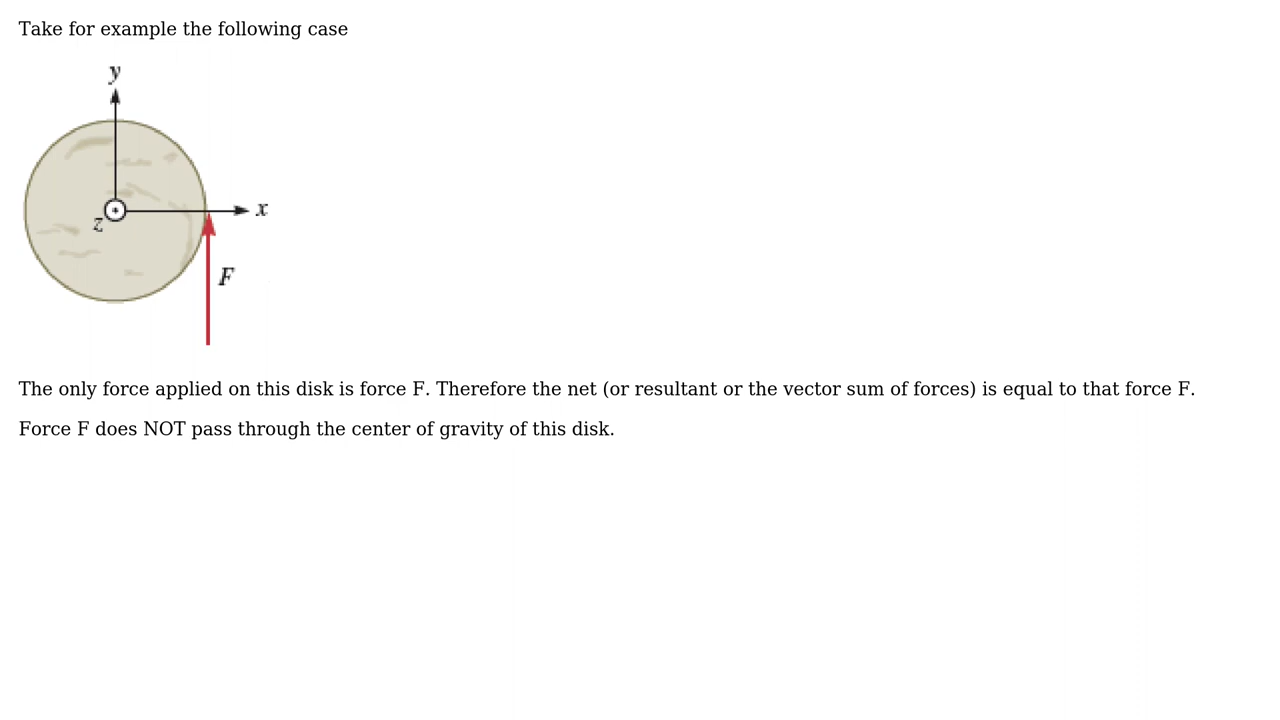 Take for example the following case
y
x
z
F
The only force applied on this disk is force F. Therefore the net (or resultant or the vector sum of forces) is equal to that force F.
Force F does NOT pass through the center of gravity of this disk.